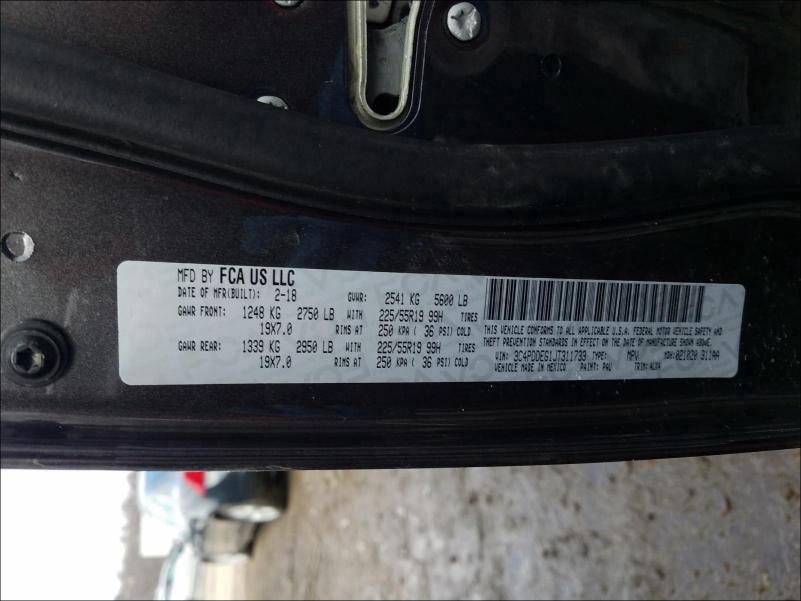 MFD BY FCA US LLC
DATE OF MFR(BUILT): 2-18 GVWR: 2541 KG 5600 LB
GAWR FRONT: 1248 KG 2750 LB WITH 225/55R19 99H TIRES
19X7.0 RIMS AT 250 KPA ( 36 PSI) COLD
GAWR REAR: 1339 KG 2950 LB WITH 225/55R19 99H TIRES
19X7.0 RIMS AT 250 KPA ( 36 PSI) COLD
THIS VEHICLE CONFORMS TO ALL APPLICABLE U.S.A. FEDERAL MOTOR VEHICLE SAFETY AND
THEFT PREVENTION STANDARDS IN EFFECT ON THE DATE OF MANUFACTURE SHOWN ABOVE.
VIN: 3C4PDDEG1JT311733 TYPE: MPV MDH: 021020 311AA
VEHICLE MADE IN MEXICO PAINT: PAU TRIM: